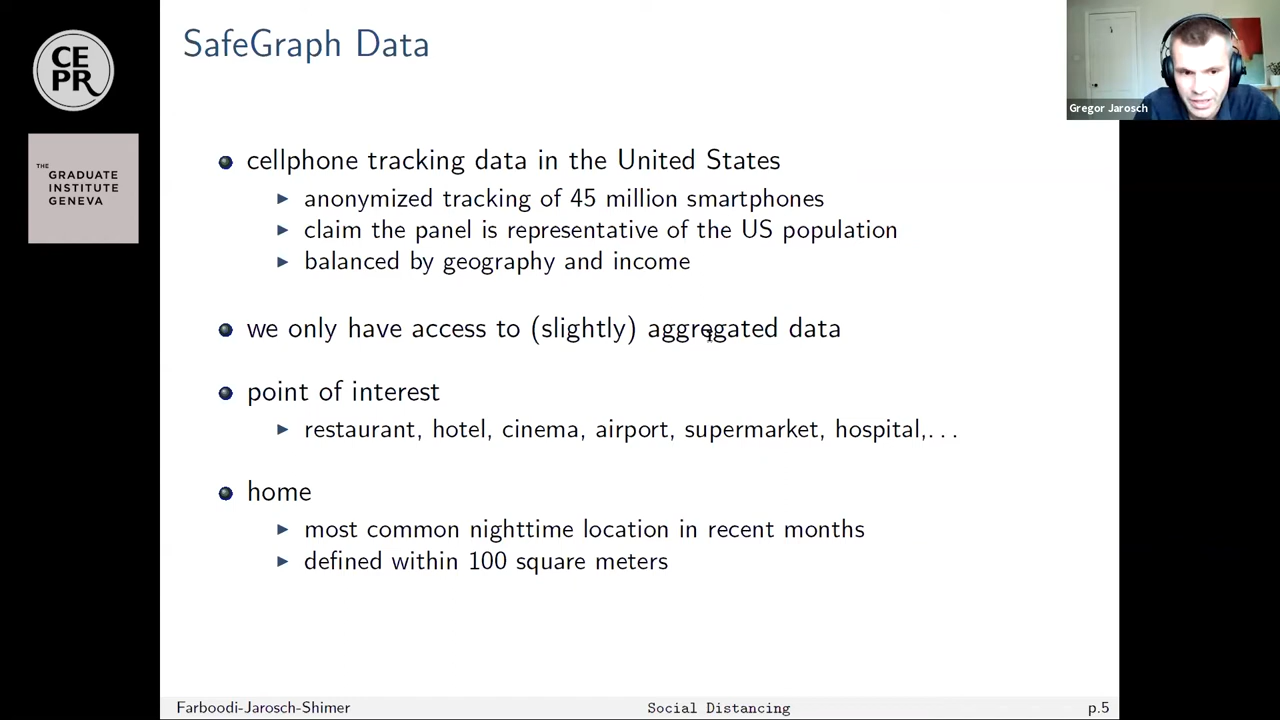 SafeGraph Data
CE
PR
THE
GRADUATE
INSTITUTE
GENEVA
Gregor Jarosch
cellphone tracking data in the United States
anonymized tracking of 45 million smartphones
claim the panel is representative of the US population
balanced by geography and income
we only have access to (slightly) aggregated data
point of interest
restaurant, hotel, cinema, airport, supermarket, hospital,...
home
most common nighttime location in recent months
defined within 100 square meters
Farboodi-Jarosch-Shimer
Social Distancing
p.5